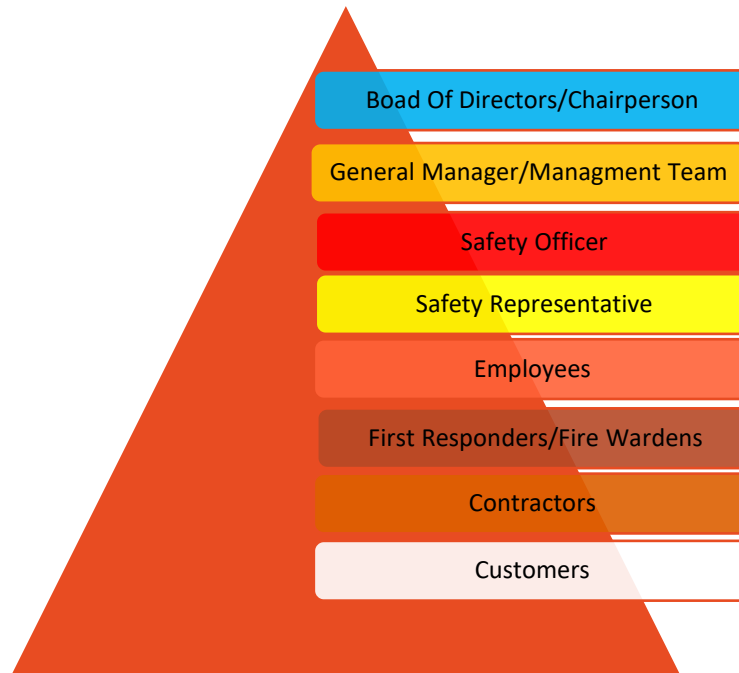 Boad Of Directors/Chairperson
General Manager/Managment Team
Safety Officer
Safety Representative
Employees
First Responders/Fire Wardens
Contractors
Customers